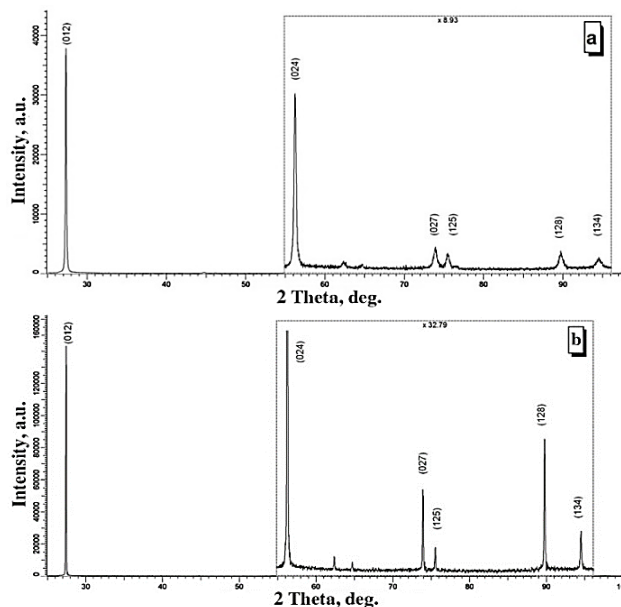 x 8.93
a
(012)
(024)
(027)
(125)
(128)
(134)
Intensity, a.u.
40000
30000
20000
10000
0
30 40 50 60 70 80 90
2 Theta, deg.
x 32.79
b
(012)
(024)
(027)
(125)
(128)
(134)
Intensity, a.u.
160000
140000
120000
100000
80000
60000
40000
20000
0
30 40 50 60 70 80 90
2 Theta, deg.